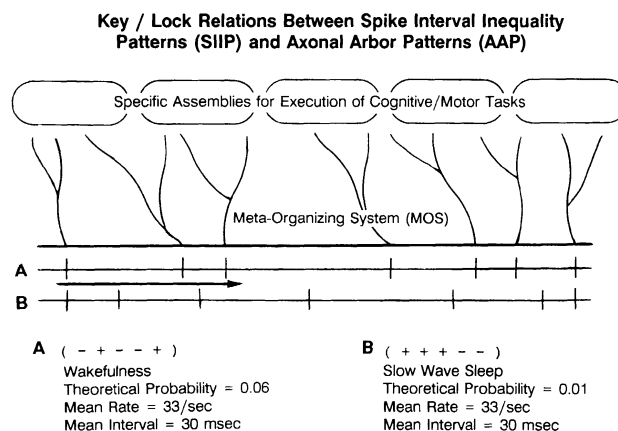 Key / Lock Relations Between Spike Interval Inequality
Patterns (SIIP) and Axonal Arbor Patterns (AAP)
Specific Assemblies for Execution of Cognitive/Motor Tasks
Meta-Organizing System (MOS)
A
B
A ( - + - - + )
Wakefulness
Theoretical Probability = 0.06
Mean Rate = 33/sec
Mean Interval = 30 msec
B ( + + + - - )
Slow Wave Sleep
Theoretical Probability = 0.01
Mean Rate = 33/sec
Mean Interval = 30 msec